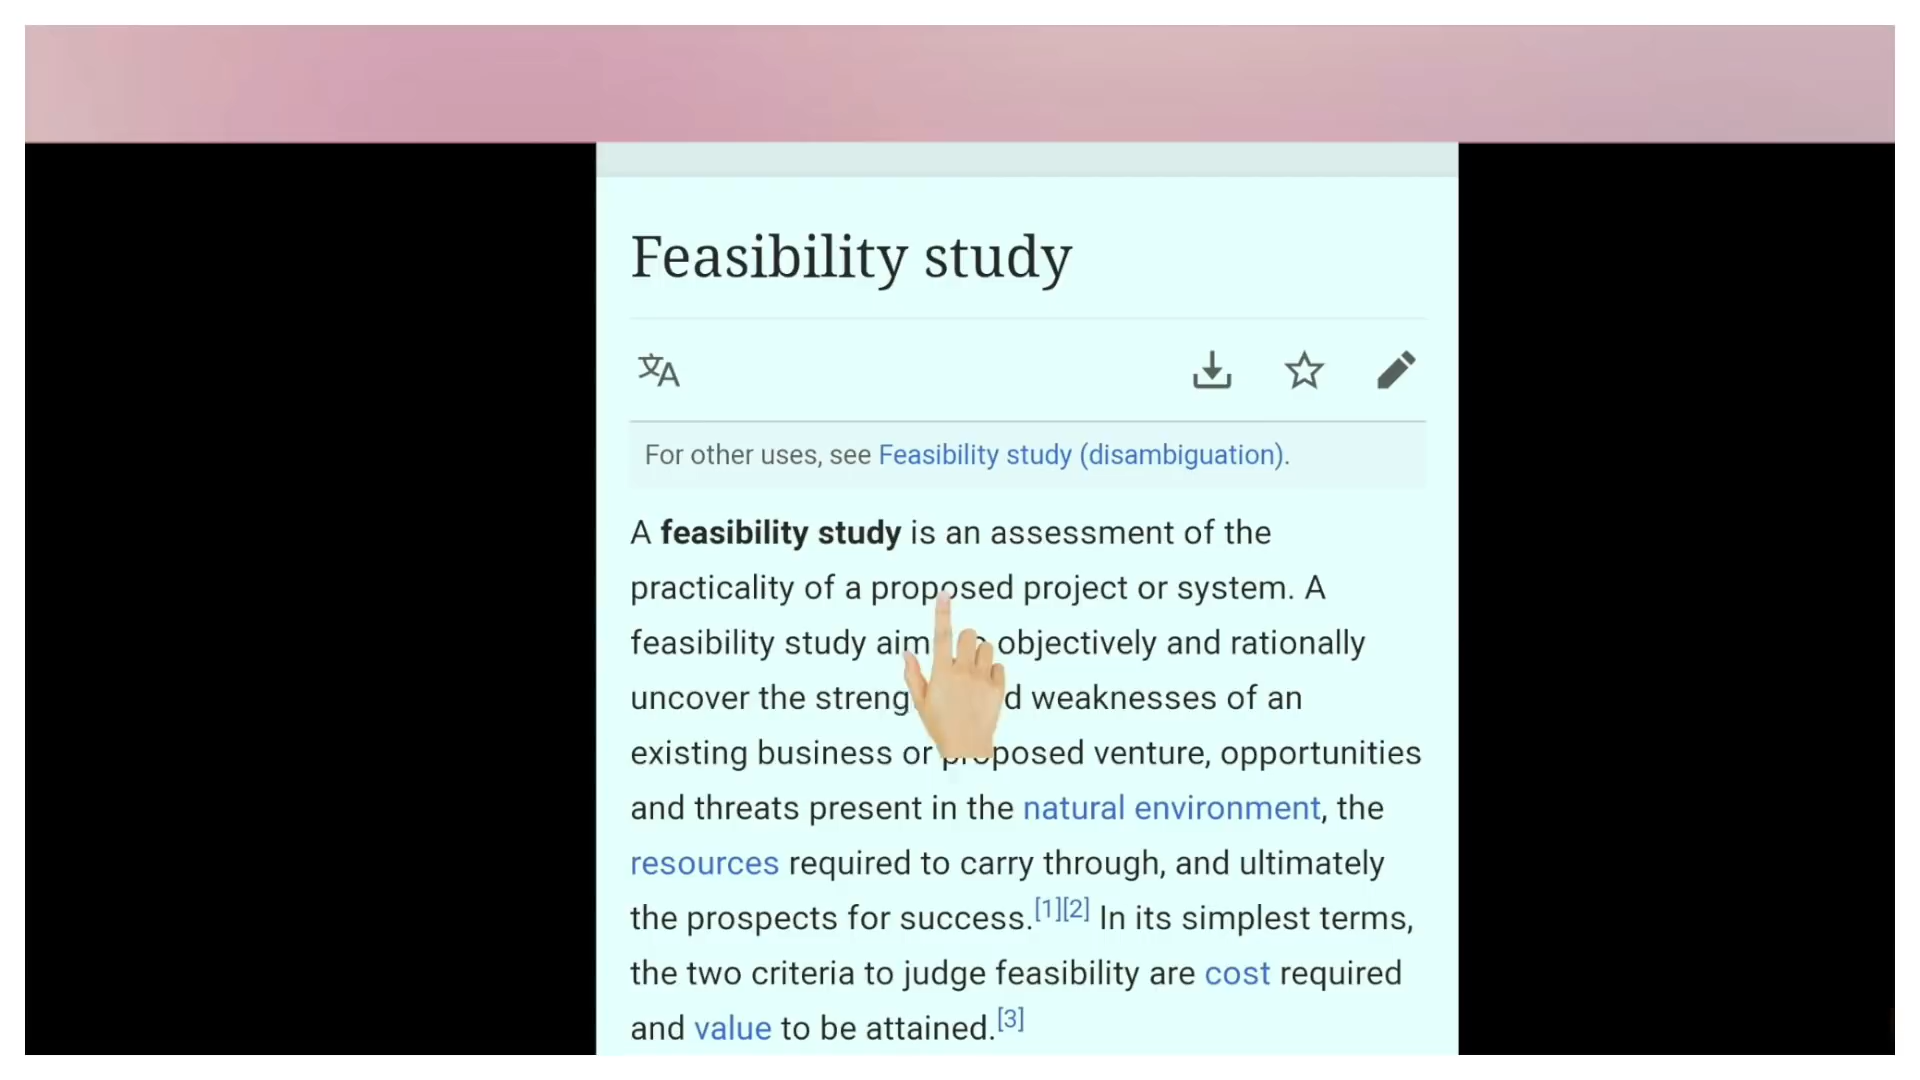 Feasibility study
For other uses, see Feasibility study (disambiguation).
A feasibility study is an assessment of the
practicality of a proposed project or system. A
feasibility study aim objectively and rationally
uncover the streng d weaknesses of an
existing business or proposed venture, opportunities
and threats present in the natural environment, the
resources required to carry through, and ultimately
the prospects for success.[1][2] In its simplest terms,
the two criteria to judge feasibility are cost required
and value to be attained.[3]